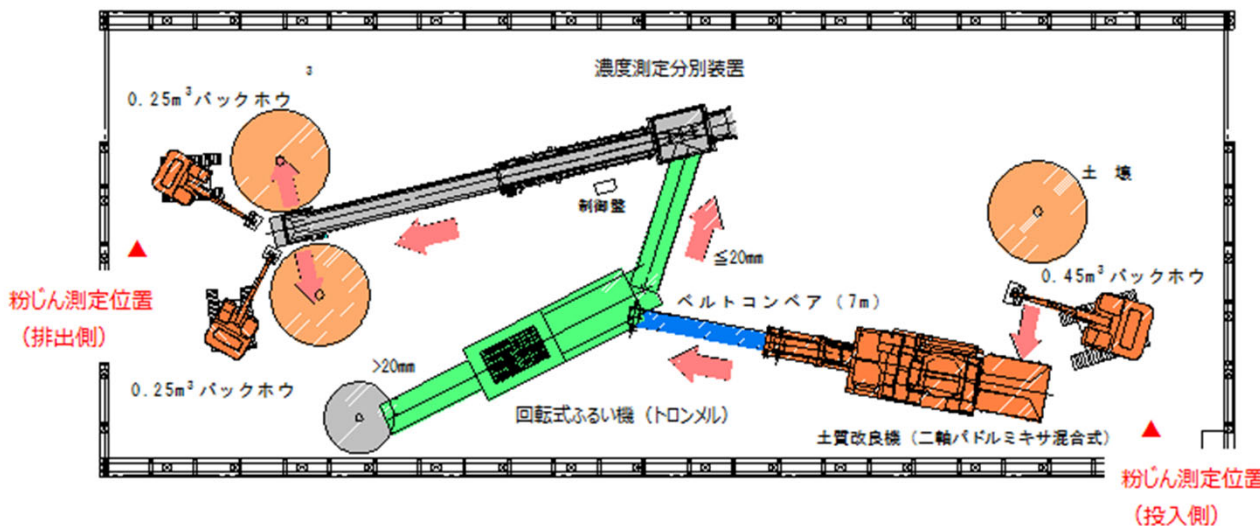 濃度測定分別装置
3
0.25m³バックホウ
土 壌
制御盤
≦20mm
0.45m³バックホウ
粉じん測定位置
（排出側）
ベルトコンベア（7m）
>20mm
0.25m³バックホウ
回転式ふるい機（トロンメル）
土質改良機（二軸パドルミキサ混合式）
粉じん測定位置
（投入側）